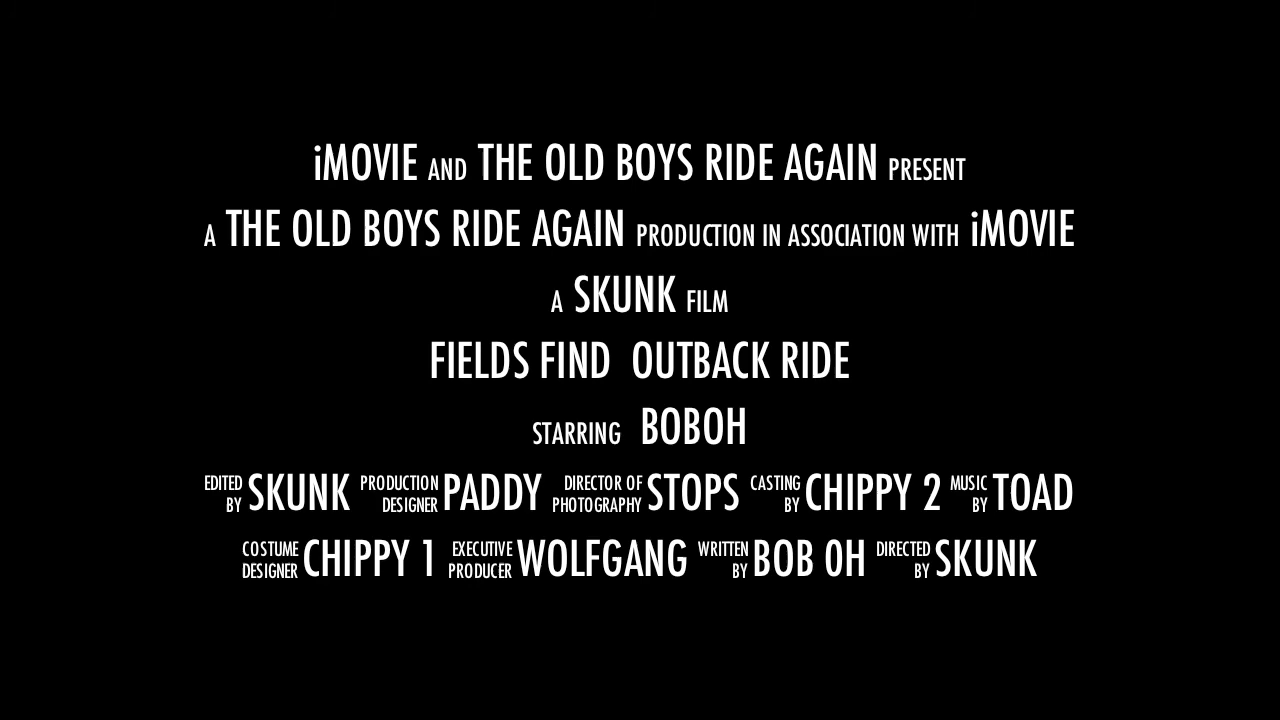 iMOVIE AND THE OLD BOYS RIDE AGAIN PRESENT
A THE OLD BOYS RIDE AGAIN PRODUCTION IN ASSOCIATION WITH iMOVIE
A SKUNK FILM
FIELDS FIND OUTBACK RIDE
STARRING BOBOH
EDITED BY SKUNK PRODUCTION DESIGNER PADDY DIRECTOR OF PHOTOGRAPHY STOPS CASTING BY CHIPPY 2 MUSIC BY TOAD
COSTUME DESIGNER CHIPPY 1 EXECUTIVE PRODUCER WOLFGANG WRITTEN BY BOB OH DIRECTED BY SKUNK